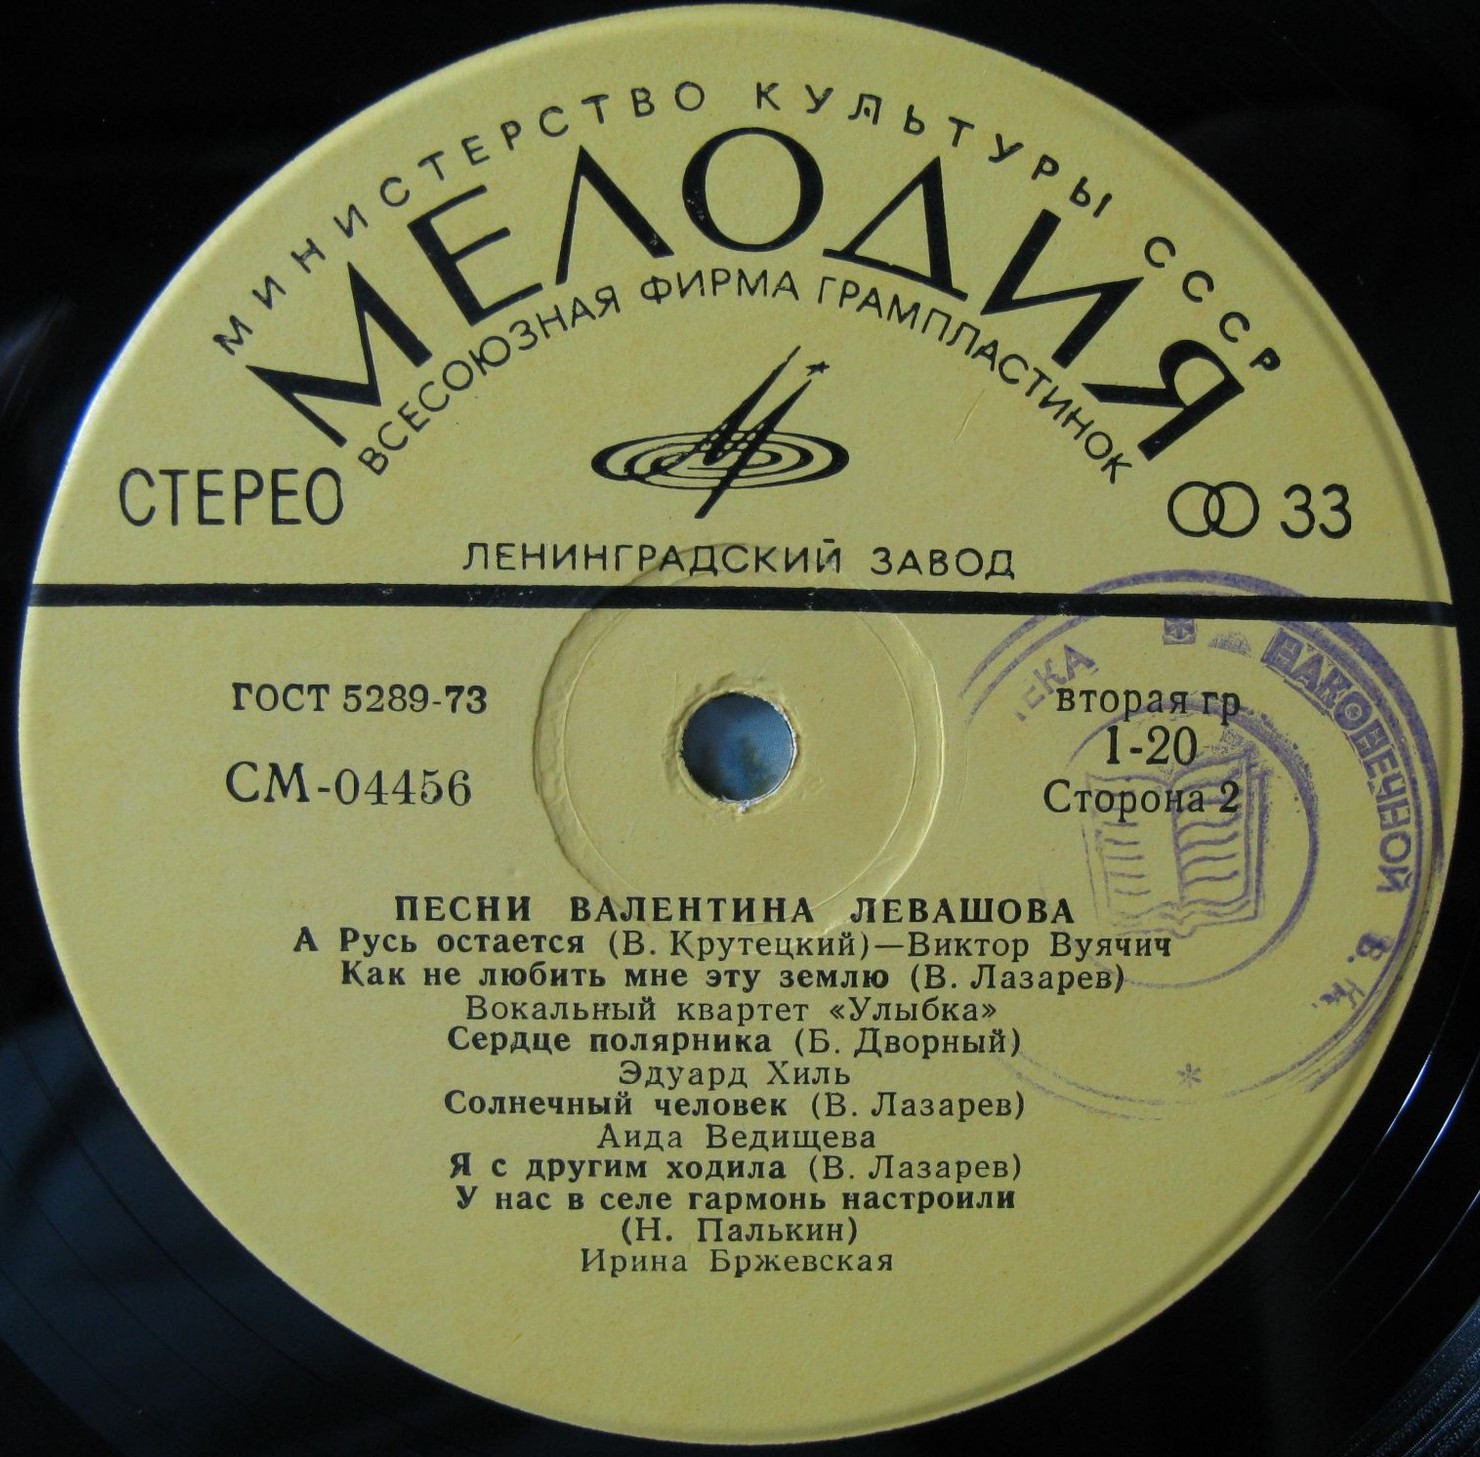 МИНИСТЕРСТВО КУЛЬТУРЫ СССР
МЕЛОДИЯ
ВСЕСОЮЗНАЯ ФИРМА ГРАМПЛАСТИНОК
СТЕРЕО
33
ЛЕНИНГРАДСКИЙ ЗАВОД
ГОСТ 5289-73
вторая гр
1-20
СМ-04456
Сторона 2
НАКОНЕЧНОЙ В.
ПЕСНИ ВАЛЕНТИНА ЛЕВАШОВА
А Русь остается (В. Крутецкий)—Виктор Вуячич
Как не любить мне эту землю (В. Лазарев)
Вокальный квартет «Улыбка»
Сердце полярника (Б. Дворный)
Эдуард Хиль
Солнечный человек (В. Лазарев)
Аида Ведищева
Я с другим ходила (В. Лазарев)
У нас в селе гармонь настроили
(Н. Палькин)
Ирина Бржевская